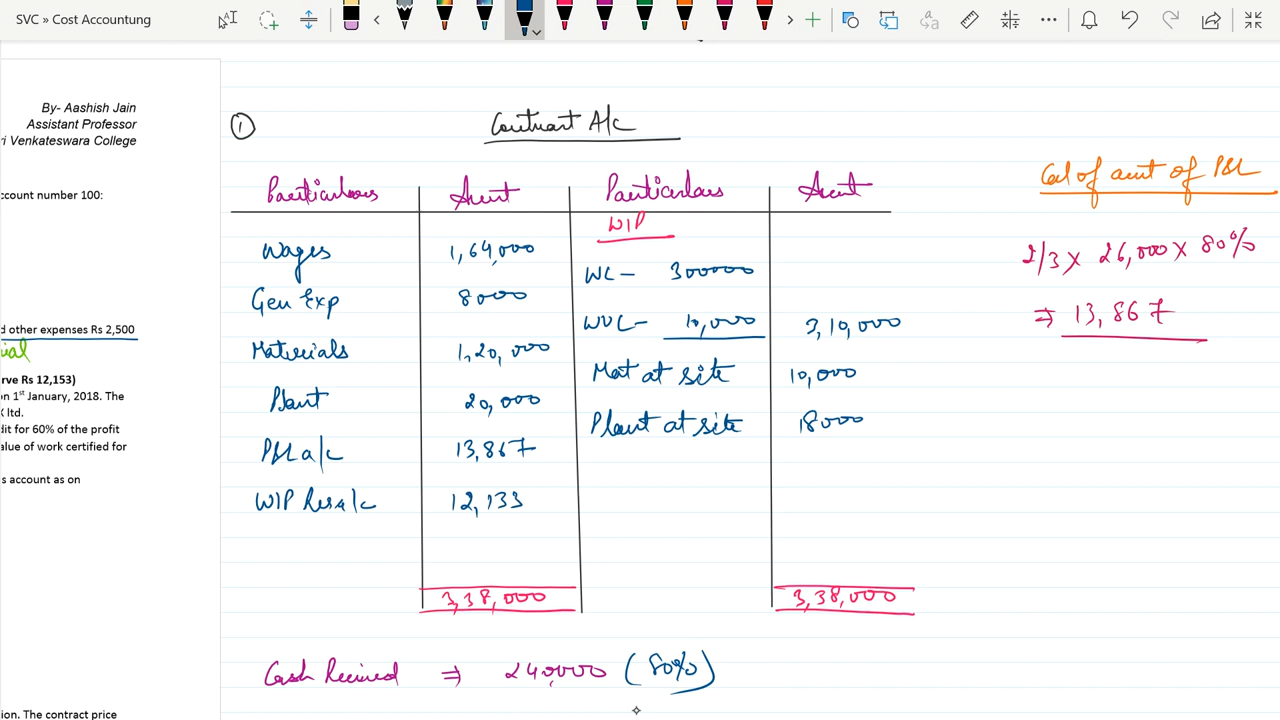 SVC » Cost Accountung
By- Aashish Jain
Assistant Professor
ri Venkateswara College
ccount number 100:
d other expenses Rs 2,500
ial
rve Rs 12,153)
n 1st January, 2018. The
K ltd.
dit for 60% of the profit
alue of work certified for
s account as on
ion. The contract price
① Contract A/c
Particulars Amt Particulars Amt
WIP
Wages 1,64,000 WC - 300000
Gen Exp 8000 WUC - 10,000 3,10,000
Materials 1,20,000 Mat at site 10,000
Plant 20,000 Plant at site 18000
P&L a/c 13,867
WIP Res a/c 12,133
3,38,000 3,38,000
Cash Received ⇒ 240,000 (80%)
Cal of amt of P&L
2/3 x 26,000 x 80%
⇒ 13,867